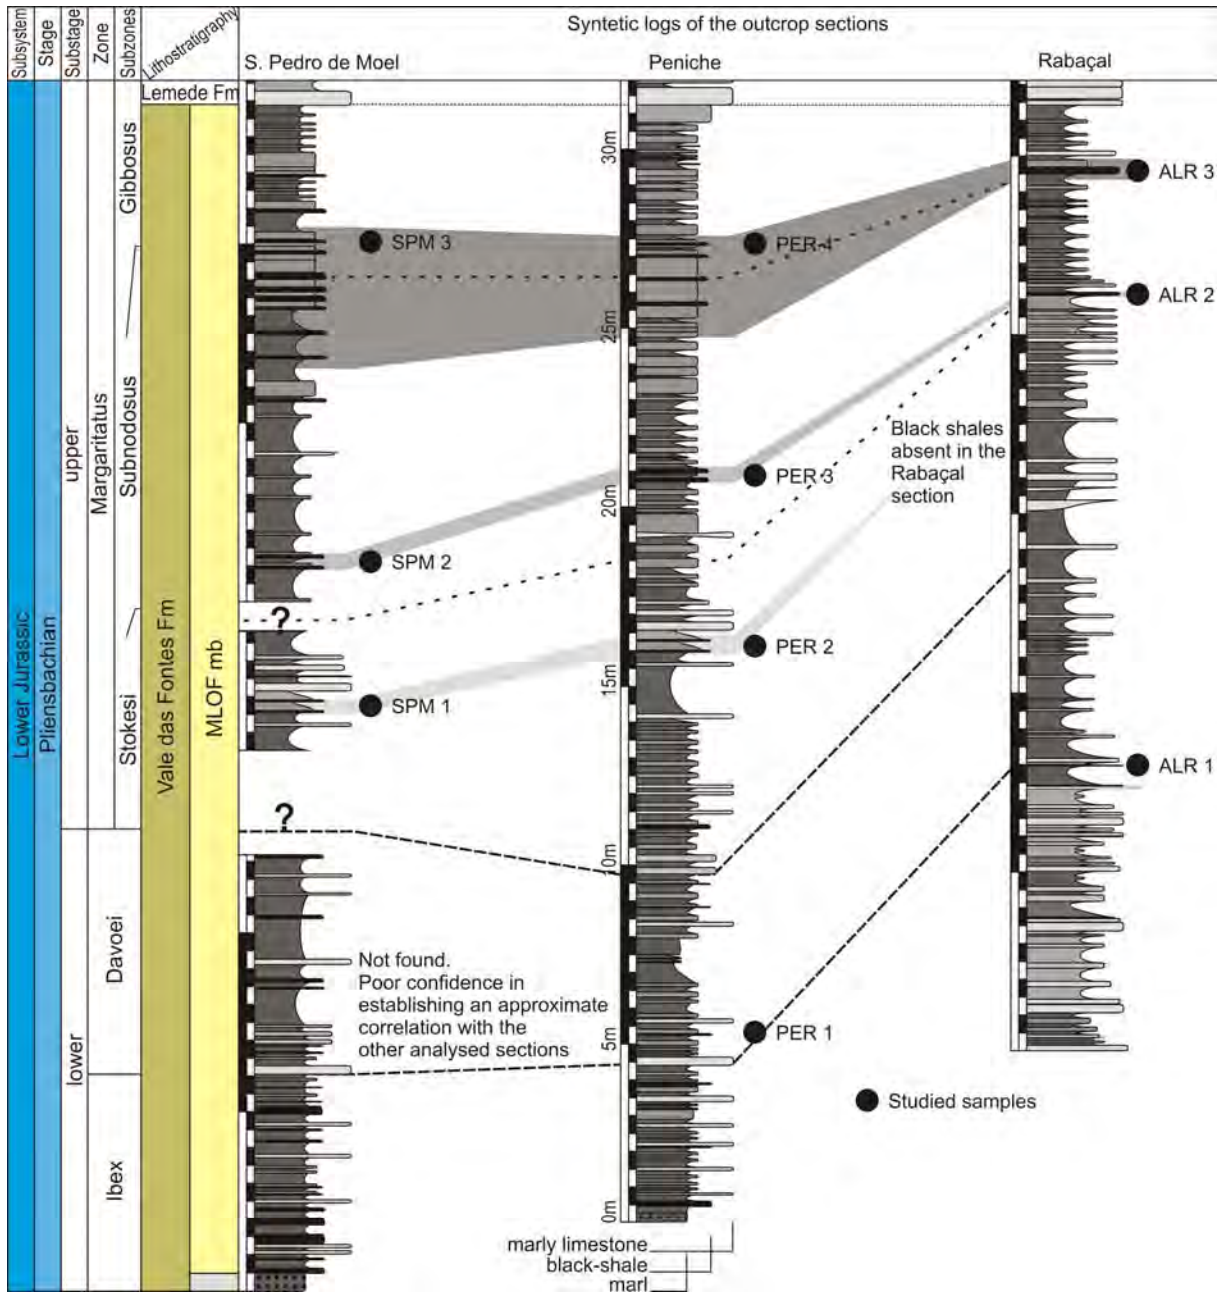 Syntetic logs of the outcrop sections
Subsystem
Stage
Substage
Zone
Subzones
Lithostratigraphy
S. Pedro de Moel
Peniche
Rabaçal
Lemede Fm
Lower Jurassic
Pliensbachian
upper
lower
Margaritatus
Davoei
Ibex
Gibbosus
Subnodosus
Stokesi
Vale das Fontes Fm
MLOF mb
30m
25m
20m
15m
10m
5m
0m
SPM 3
SPM 2
SPM 1
?
?
PER 4
PER 3
PER 2
PER 1
ALR 3
ALR 2
ALR 1
Black shales
absent in the
Rabaçal
section
Not found.
Poor confidence in
establishing an approximate
correlation with the
other analysed sections
Studied samples
marly limestone
black-shale
marl